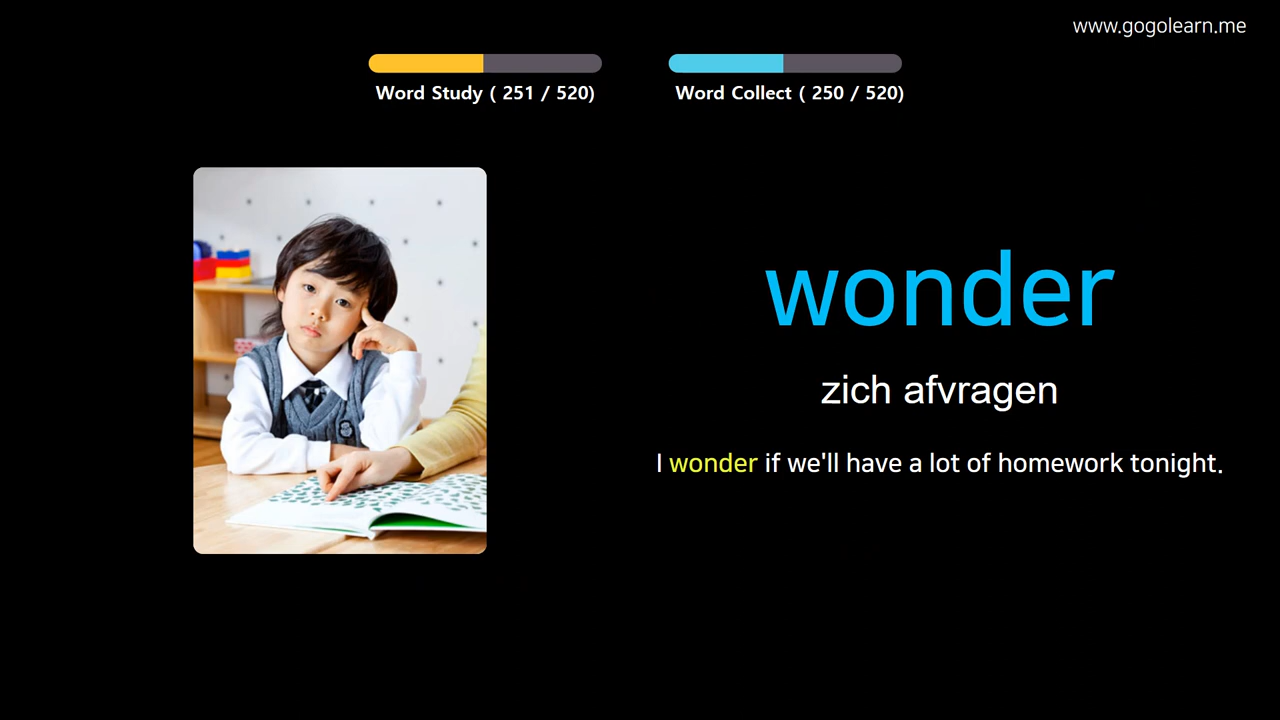 www.gogolearn.me
Word Study ( 251 / 520)
Word Collect ( 250 / 520)
wonder
zich afvragen
I wonder if we'll have a lot of homework tonight.